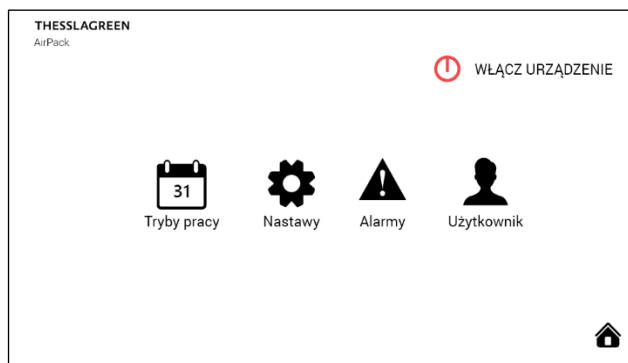 THESSLAGREEN
AirPack
WŁĄCZ URZĄDZENIE
31
Tryby pracy
Nastawy
Alarmy
Użytkownik